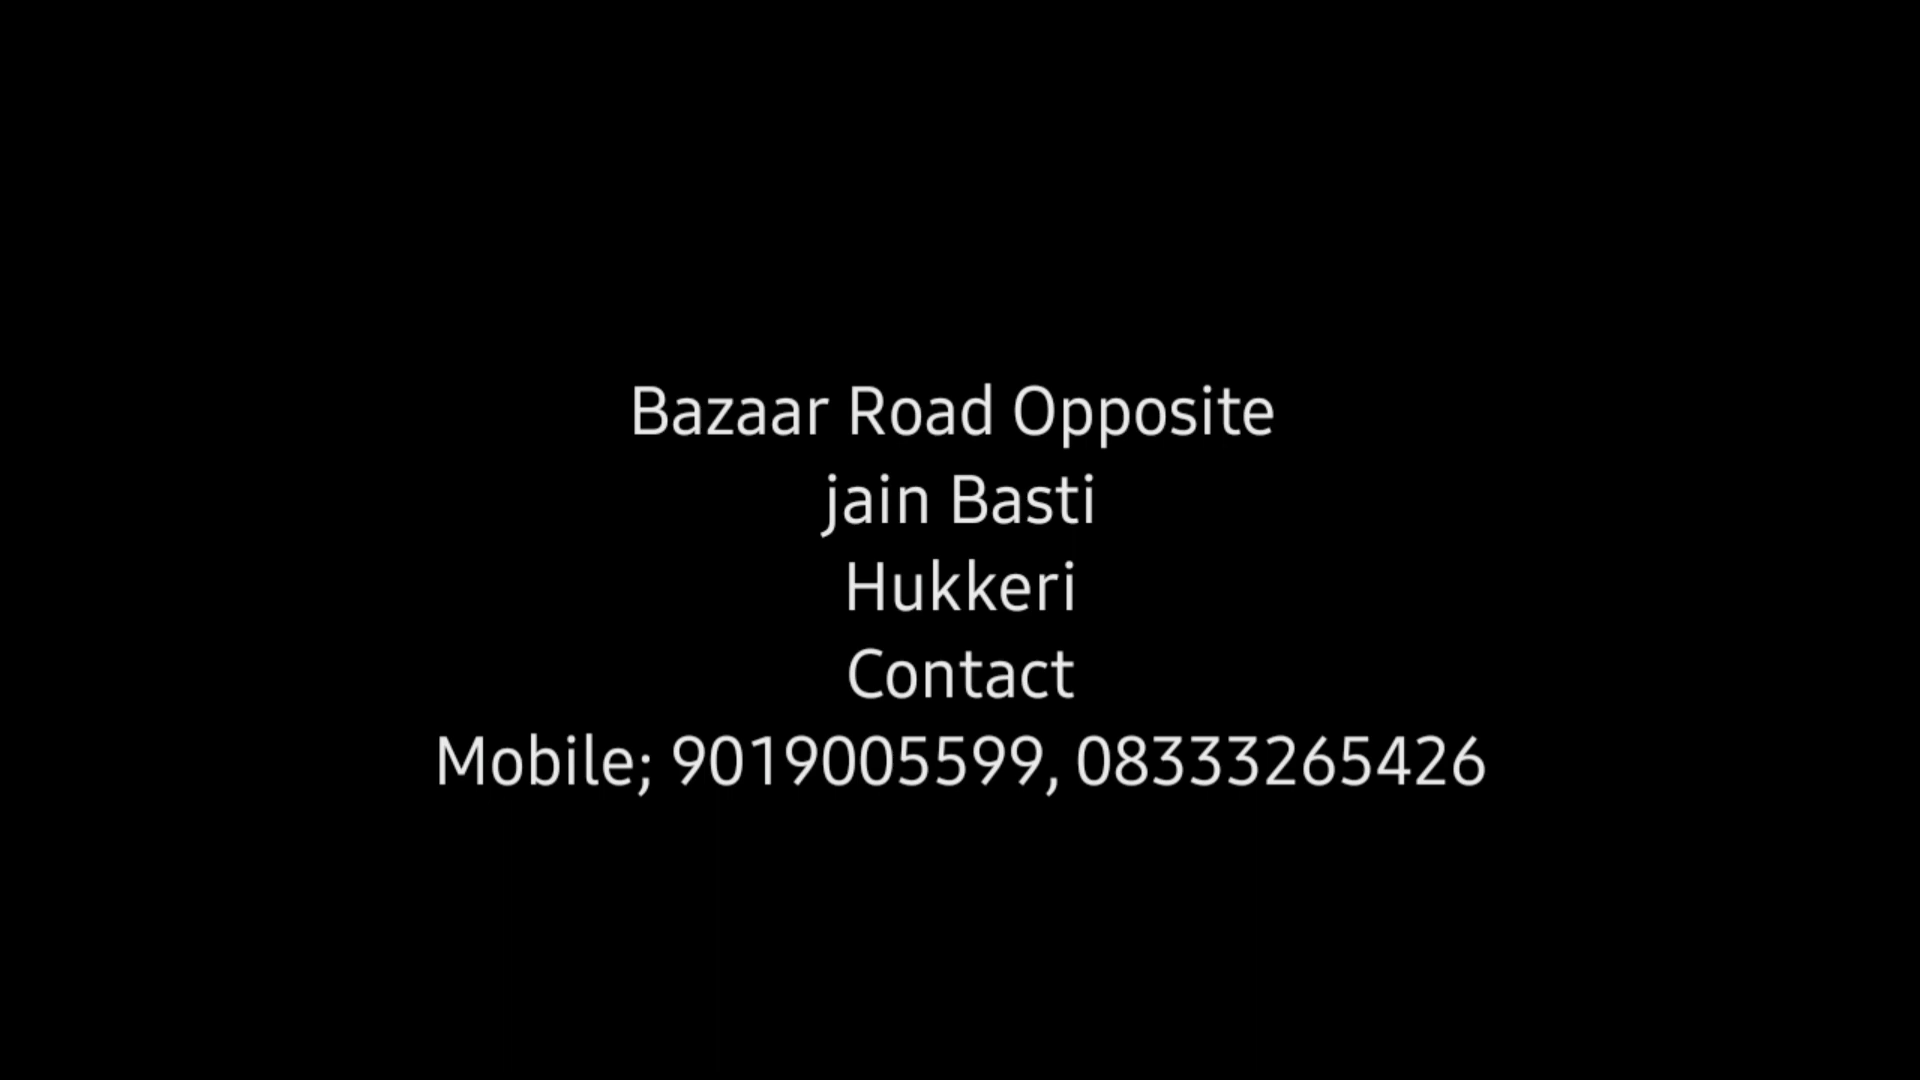 Bazaar Road Opposite
jain Basti
Hukkeri
Contact
Mobile; 9019005599, 08333265426